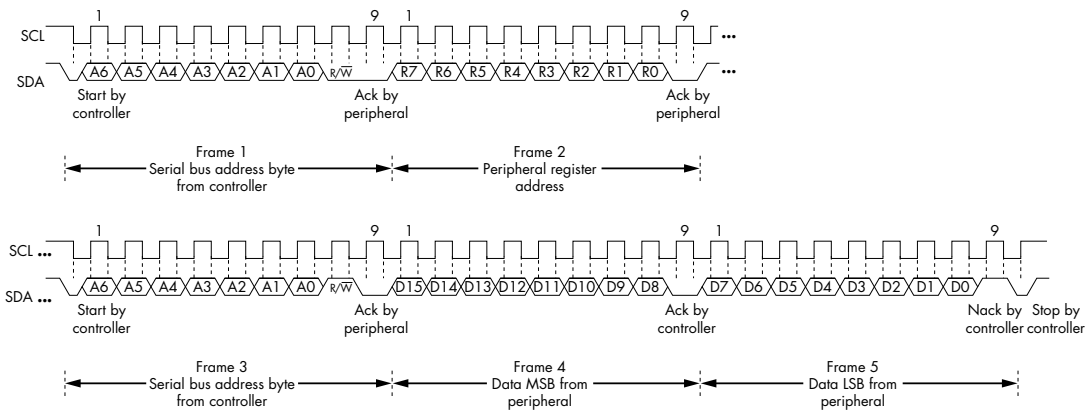 1 9 1 9
SCL ...
SDA A6 A5 A4 A3 A2 A1 A0 R/W̅ R7 R6 R5 R4 R3 R2 R1 R0 ...
Start by controller
Ack by peripheral
Ack by peripheral
Frame 1
Serial bus address byte
from controller
Frame 2
Peripheral register
address
1 9 1 9 1 9
SCL ...
SDA ... A6 A5 A4 A3 A2 A1 A0 R/W̅ D15 D14 D13 D12 D11 D10 D9 D8 D7 D6 D5 D4 D3 D2 D1 D0
Start by controller
Ack by peripheral
Ack by controller
Nack by controller
Stop by controller
Frame 3
Serial bus address byte
from controller
Frame 4
Data MSB from
peripheral
Frame 5
Data LSB from
peripheral